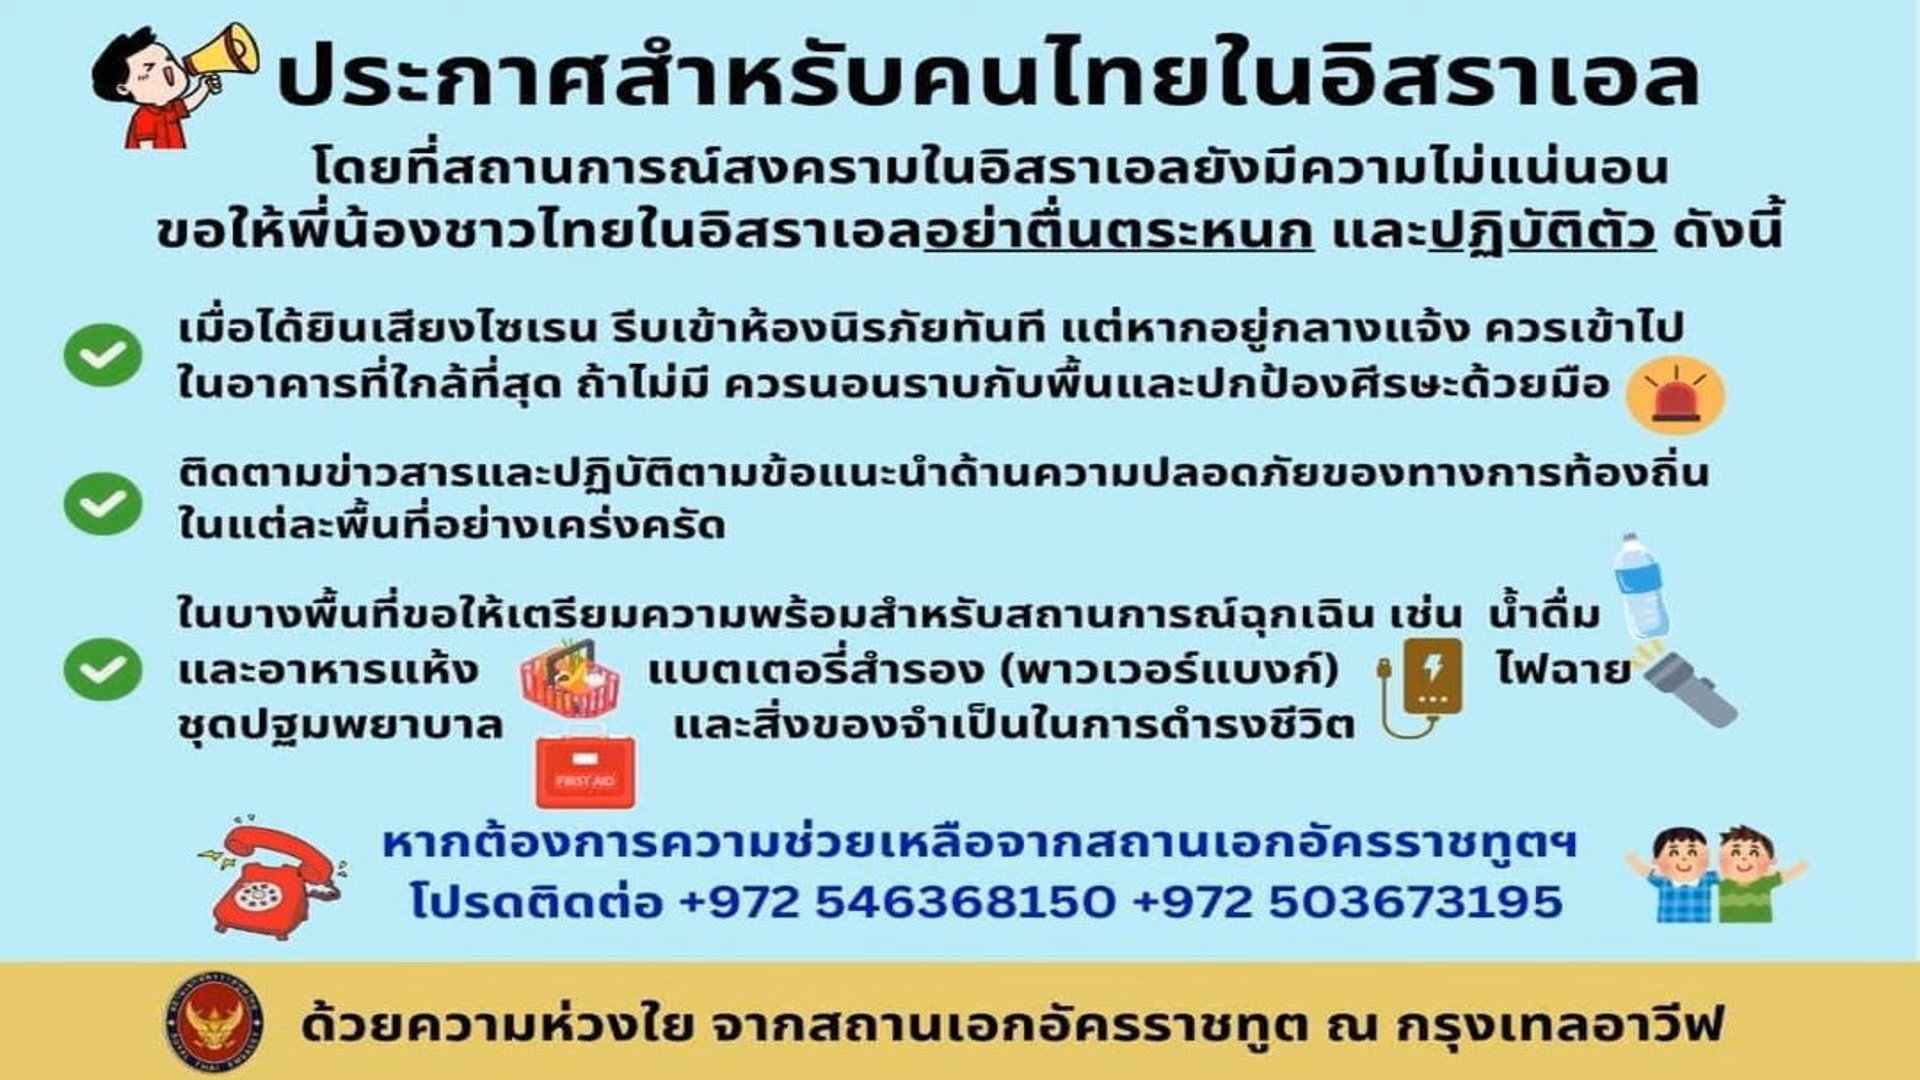 ประกาศสำหรับคนไทยในอิสราเอล
โดยที่สถานการณ์สงครามในอิสราเอลยังมีความไม่แน่นอน
ขอให้พี่น้องชาวไทยในอิสราเอลอย่าตื่นตระหนก และปฏิบัติตัว ดังนี้
เมื่อได้ยินเสียงไซเรน รีบเข้าห้องนิรภัยทันที แต่หากอยู่กลางแจ้ง ควรเข้าไป
ในอาคารที่ใกล้ที่สุด ถ้าไม่มี ควรนอนราบกับพื้นและปกป้องศีรษะด้วยมือ
ติดตามข่าวสารและปฏิบัติตามข้อแนะนำด้านความปลอดภัยของทางการท้องถิ่น
ในแต่ละพื้นที่อย่างเคร่งครัด
ในบางพื้นที่ขอให้เตรียมความพร้อมสำหรับสถานการณ์ฉุกเฉิน เช่น น้ำดื่ม
และอาหารแห้ง แบตเตอรี่สำรอง (พาวเวอร์แบงก์) ไฟฉาย
ชุดปฐมพยาบาล และสิ่งของจำเป็นในการดำรงชีวิต
FIRST AID
หากต้องการความช่วยเหลือจากสถานเอกอัครราชทูตฯ
โปรดติดต่อ +972 546368150 +972 503673195
ด้วยความห่วงใย จากสถานเอกอัครราชทูต ณ กรุงเทลอาวีฟ